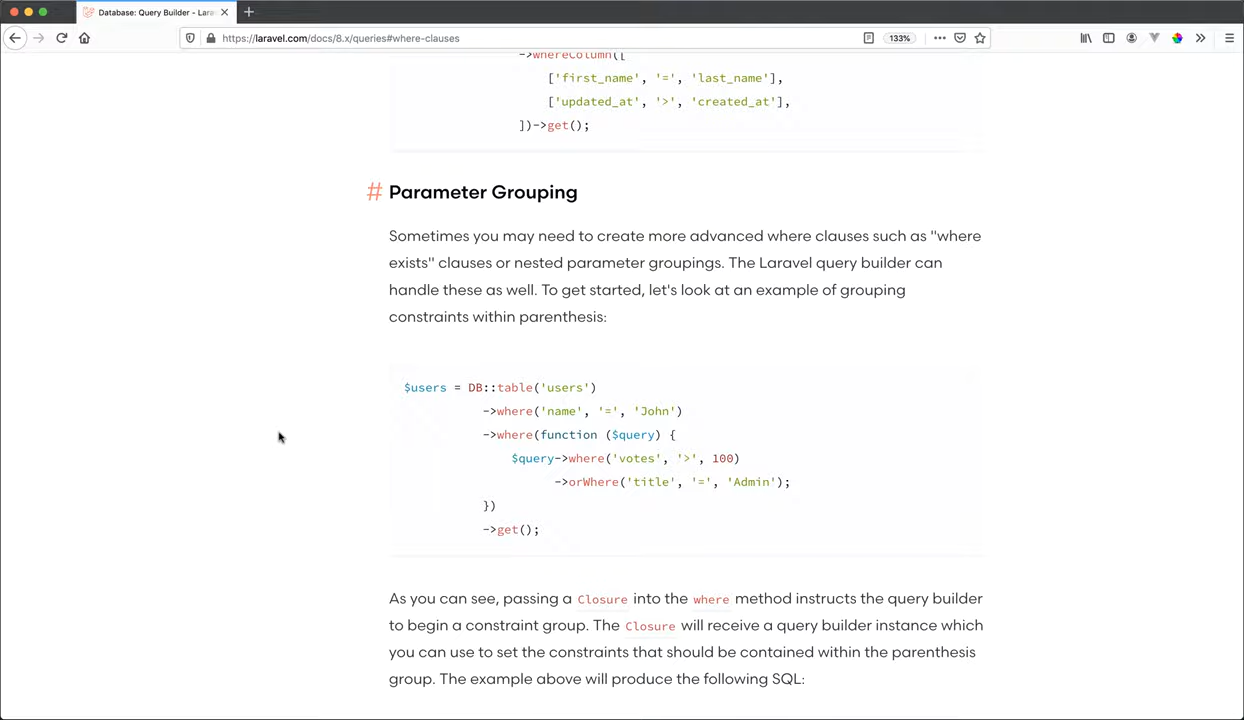 Database: Query Builder - Lara
https://laravel.com/docs/8.x/queries#where-clauses
133%
->whereColumn([
['first_name', '=', 'last_name'],
['updated_at', '>', 'created_at'],
])->get();
# Parameter Grouping
Sometimes you may need to create more advanced where clauses such as "where
exists" clauses or nested parameter groupings. The Laravel query builder can
handle these as well. To get started, let's look at an example of grouping
constraints within parenthesis:
$users = DB::table('users')
->where('name', '=', 'John')
->where(function ($query) {
$query->where('votes', '>', 100)
->orWhere('title', '=', 'Admin');
})
->get();
As you can see, passing a Closure into the where method instructs the query builder
to begin a constraint group. The Closure will receive a query builder instance which
you can use to set the constraints that should be contained within the parenthesis
group. The example above will produce the following SQL: